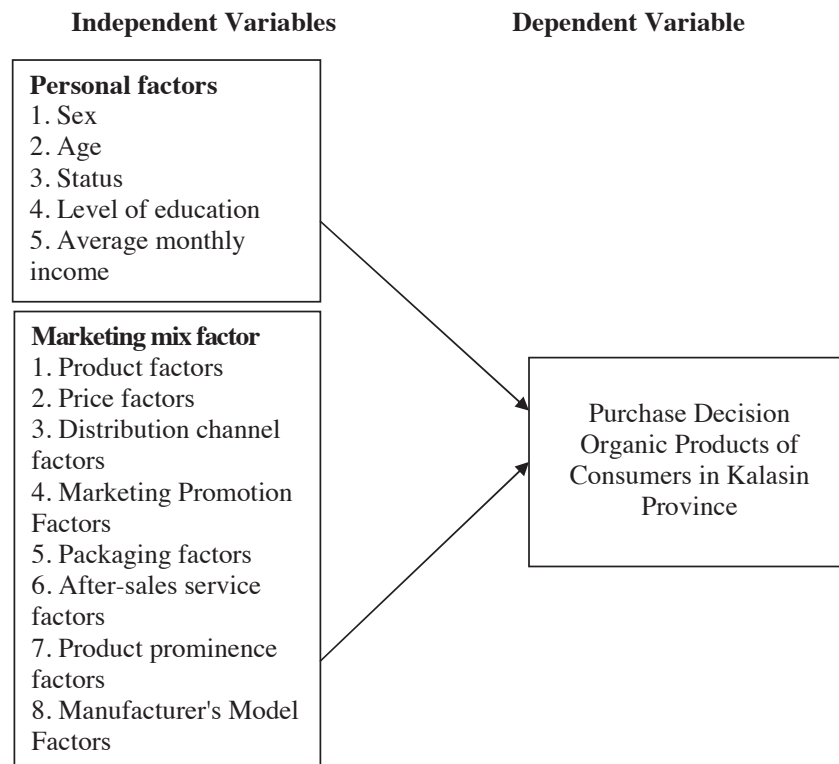 Independent Variables
Dependent Variable
Personal factors
1. Sex
2. Age
3. Status
4. Level of education
5. Average monthly
income
Marketing mix factor
1. Product factors
2. Price factors
3. Distribution channel
factors
4. Marketing Promotion
Factors
5. Packaging factors
6. After-sales service
factors
7. Product prominence
factors
8. Manufacturer's Model
Factors
Purchase Decision
Organic Products of
Consumers in Kalasin
Province